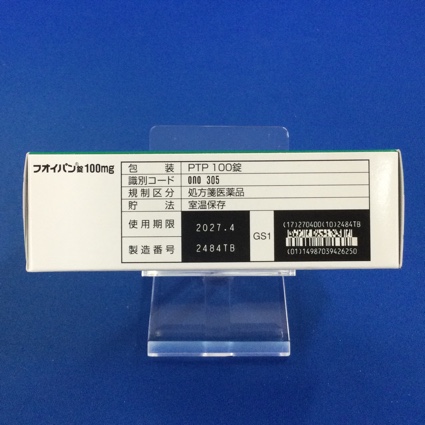 フオイパン®錠100mg
包装 PTP 100錠
識別コード ono 305
規制区分 処方箋医薬品
貯法 室温保存
使用期限 2027.4
製造番号 2484TB
GS1
(17)270400(10)2484TB
(01)14987039426250